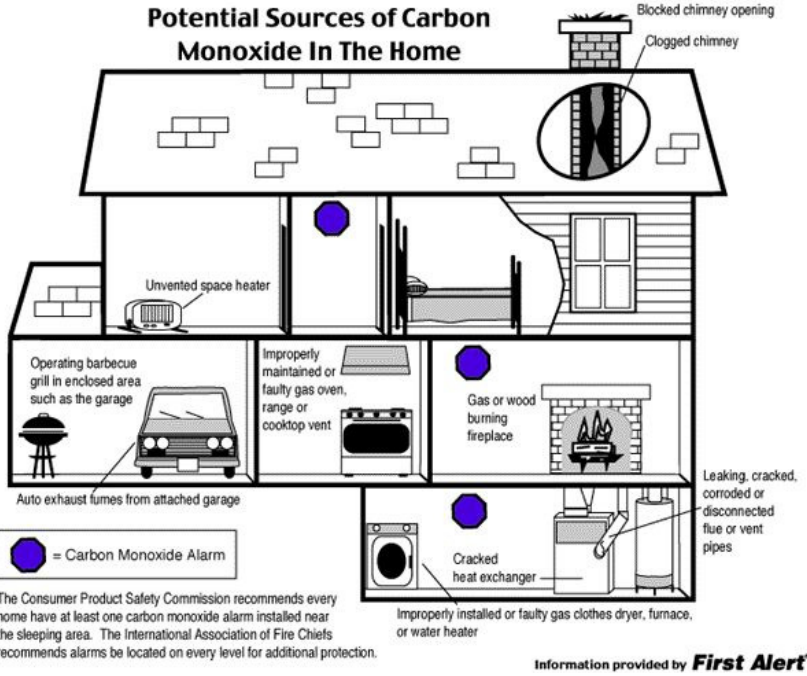 Potential Sources of Carbon
Monoxide In The Home
Blocked chimney opening
Clogged chimney
Unvented space heater
Operating barbecue
grill in enclosed area
such as the garage
Improperly
maintained or
faulty gas oven,
range or
cooktop vent
Gas or wood
burning
fireplace
Auto exhaust fumes from attached garage
Leaking, cracked,
corroded or
disconnected
flue or vent
pipes
Cracked
heat exchanger
= Carbon Monoxide Alarm
Improperly installed or faulty gas clothes dryer, furnace,
or water heater
The Consumer Product Safety Commission recommends every
home have at least one carbon monoxide alarm installed near
the sleeping area. The International Association of Fire Chiefs
recommends alarms be located on every level for additional protection.
Information provided by First Alert